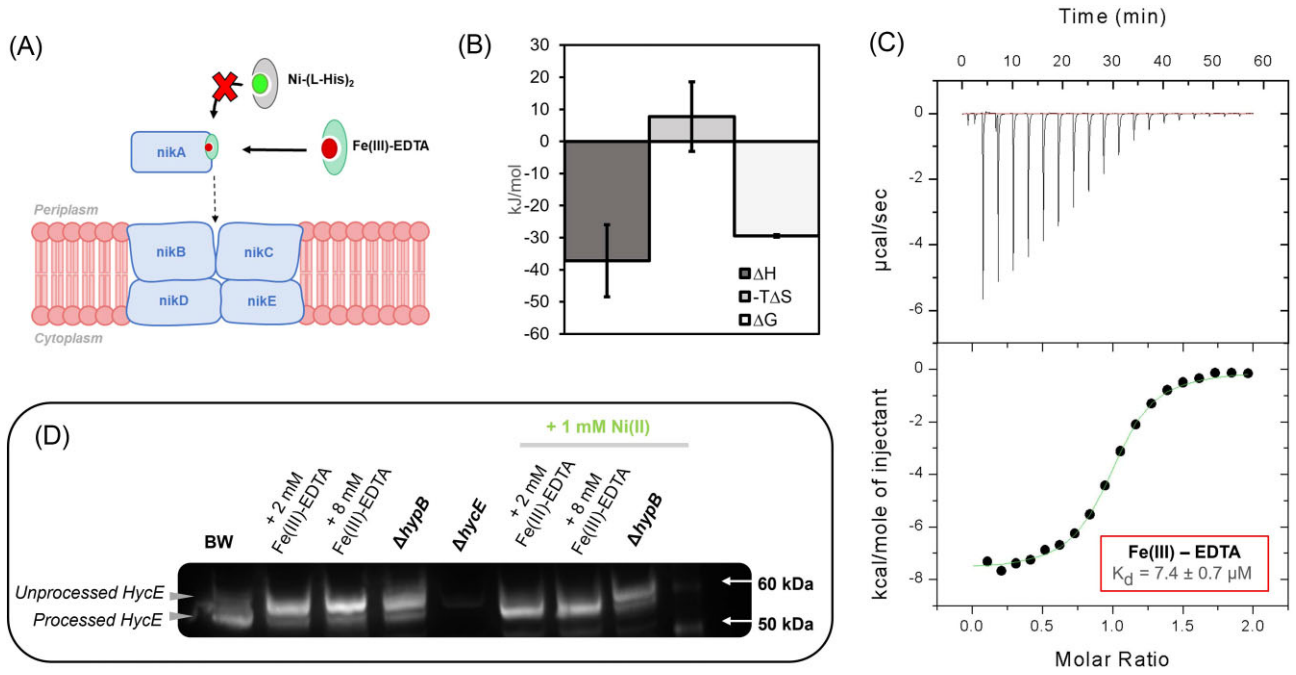 (A)
Ni-(L-His)2
Fe(III)-EDTA
nikA
Periplasm
nikB
nikC
nikD
nikE
Cytoplasm
(B)
30
20
10
0
-10
-20
-30
-40
-50
-60
kJ/mol
ΔH
-TΔS
ΔG
(C)
Time (min)
0 10 20 30 40 50 60
0
-2
-4
-6
µcal/sec
0
-2
-4
-6
-8
kcal/mole of injectant
Fe(III) – EDTA
Kd = 7.4 ± 0.7 µM
0.0 0.5 1.0 1.5 2.0
Molar Ratio
(D)
+ 1 mM Ni(II)
BW
+ 2 mM
Fe(III)-EDTA
+ 8 mM
Fe(III)-EDTA
ΔhypB
ΔhycE
+ 2 mM
Fe(III)-EDTA
+ 8 mM
Fe(III)-EDTA
ΔhypB
Unprocessed HycE
Processed HycE
60 kDa
50 kDa